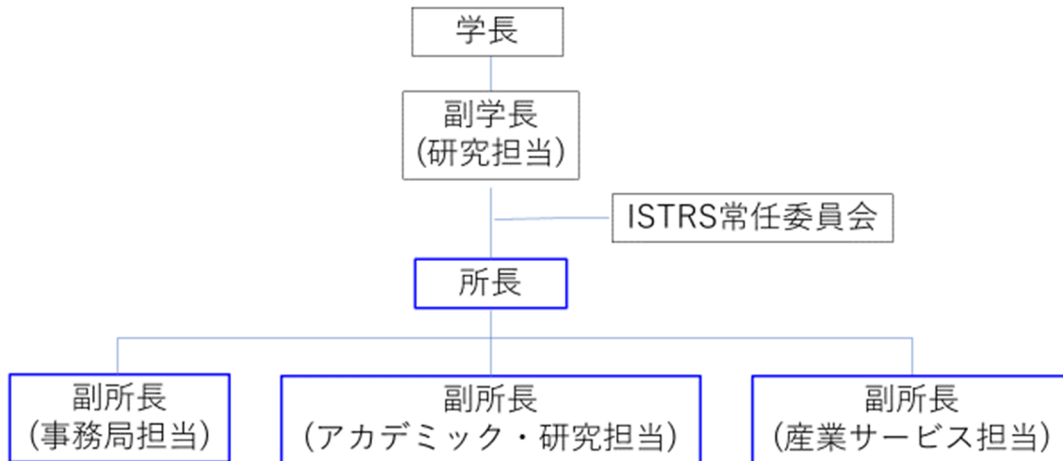 学長
副学長
(研究担当)
ISTRS常任委員会
所長
副所長
(事務局担当)
副所長
(アカデミック・研究担当)
副所長
(産業サービス担当)